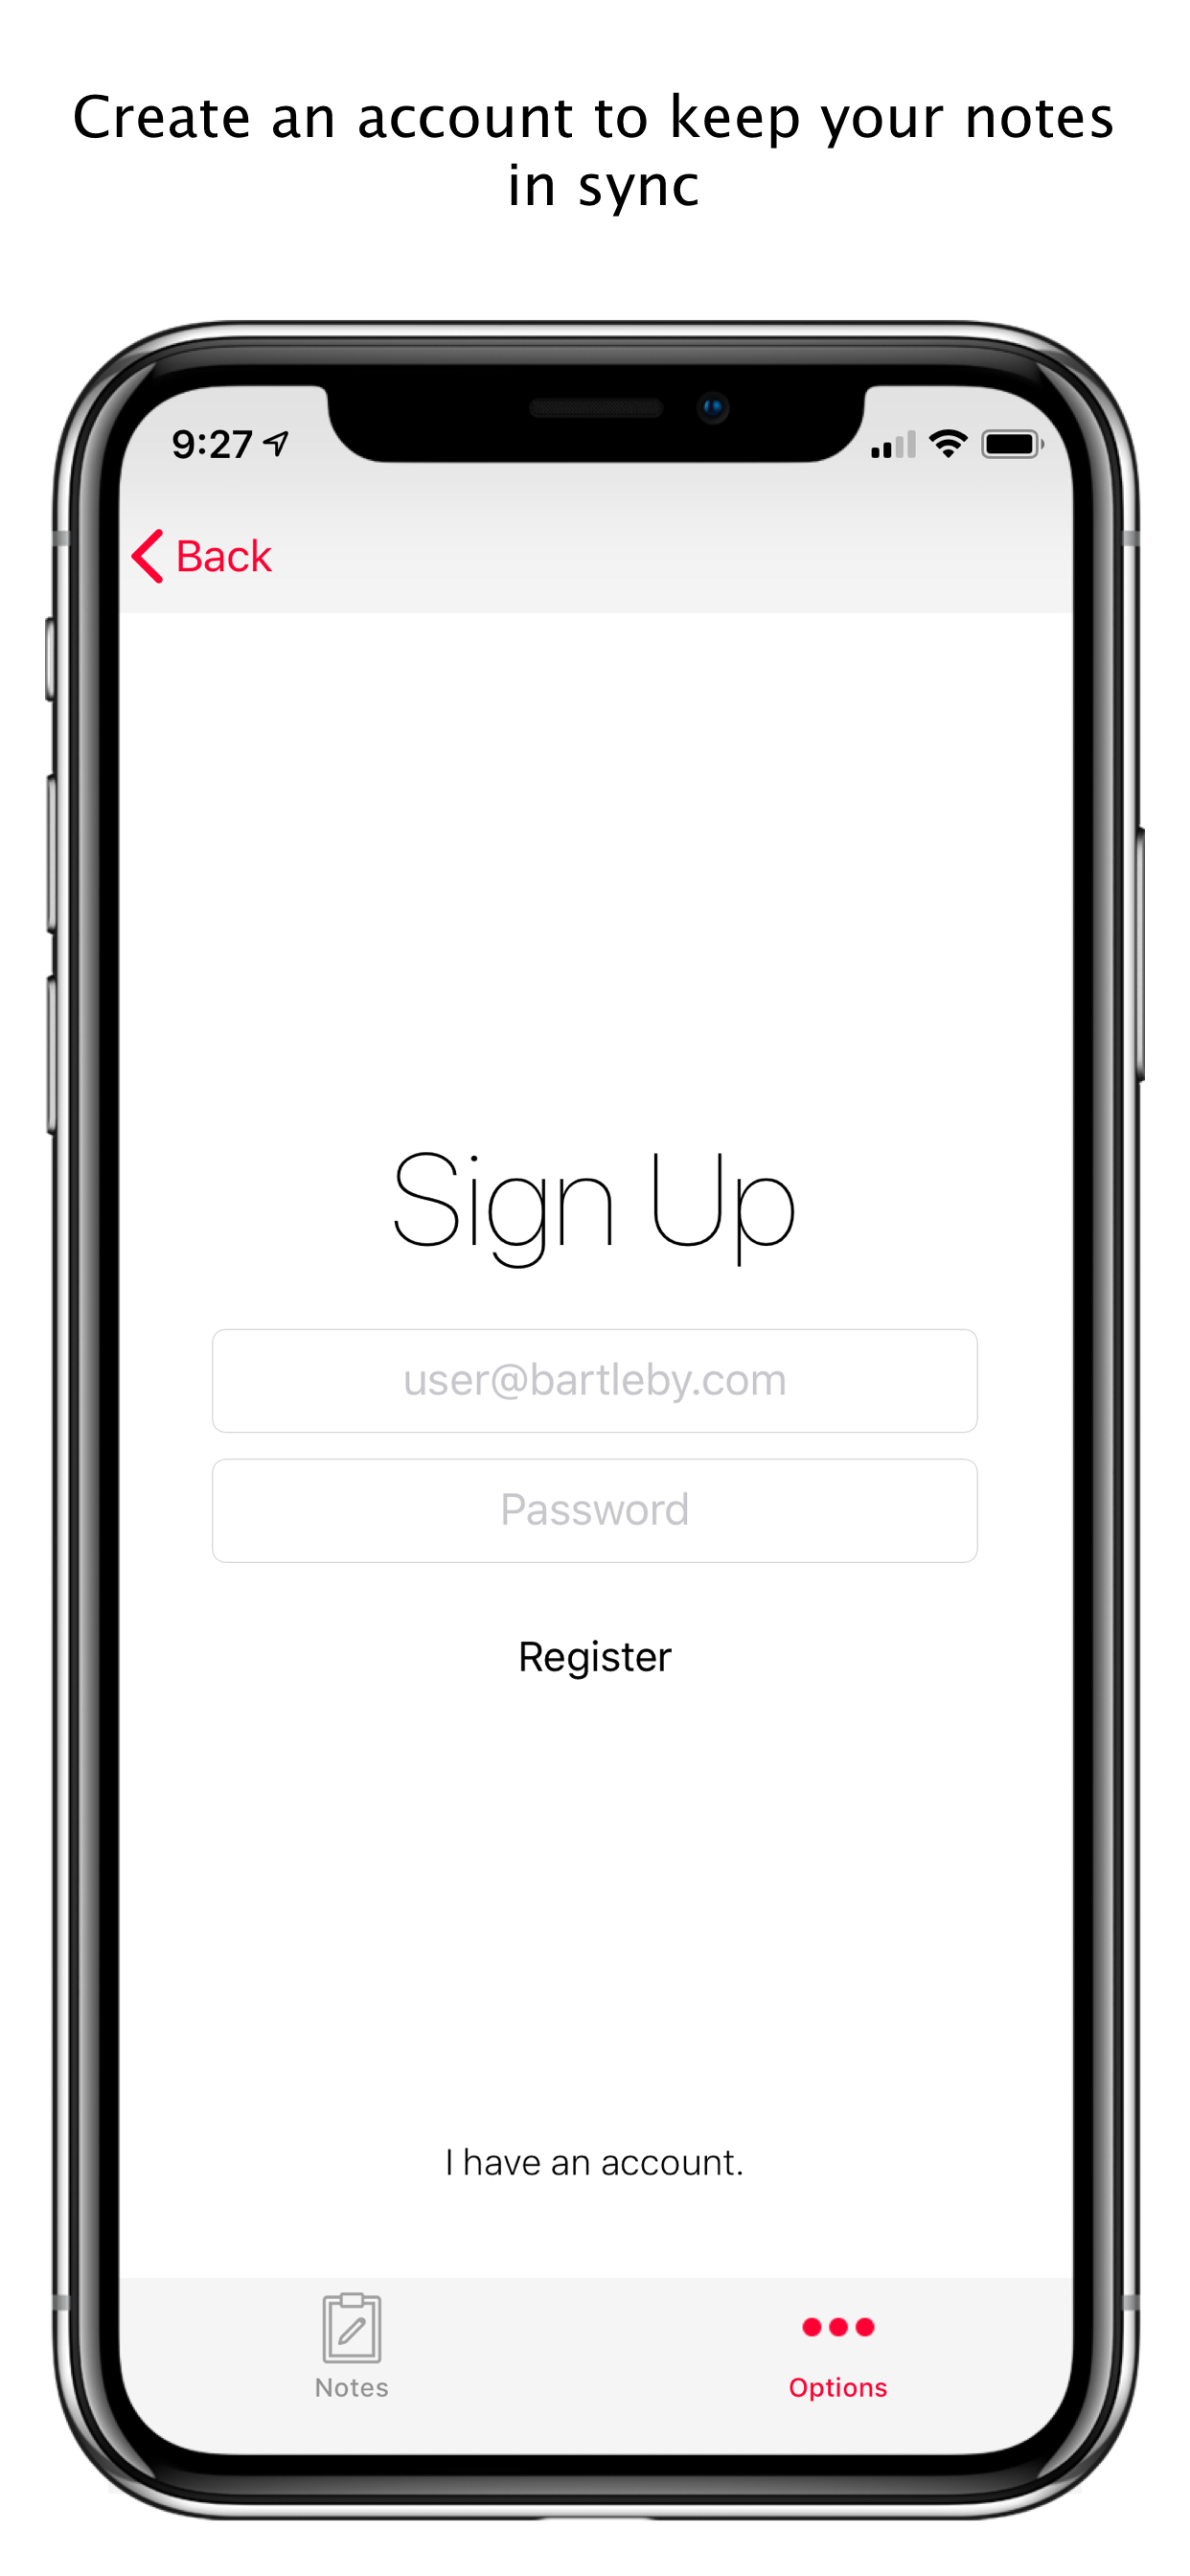 Create an account to keep your notes
in sync
9:27
Back
Sign Up
user@bartleby.com
Password
Register
I have an account.
Notes
Options